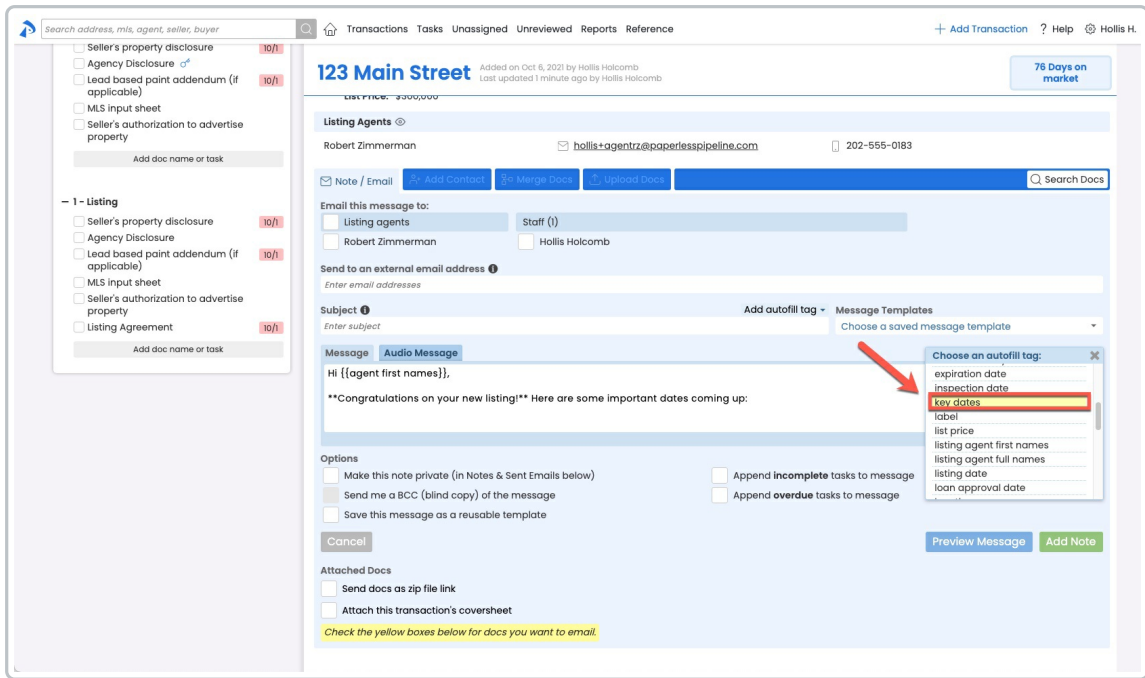 Search address, mls, agent, seller, buyer
Transactions Tasks Unassigned Unreviewed Reports Reference
+ Add Transaction ? Help Hollis H.
Seller's property disclosure 10/1
Agency Disclosure
Lead based paint addendum (if applicable) 10/1
MLS input sheet
Seller's authorization to advertise property
Add doc name or task
– 1 - Listing
Seller's property disclosure 10/1
Agency Disclosure
Lead based paint addendum (if applicable) 10/1
MLS input sheet
Seller's authorization to advertise property
Listing Agreement 10/1
Add doc name or task
123 Main Street
Added on Oct 6, 2021 by Hollis Holcomb
Last updated 1 minute ago by Hollis Holcomb
76 Days on market
List Price: $300,000
Listing Agents
Robert Zimmerman hollis+agentrz@paperlesspipeline.com 202-555-0183
Note / Email Add Contact Merge Docs Upload Docs Search Docs
Email this message to:
Listing agents Staff (1)
Robert Zimmerman Hollis Holcomb
Send to an external email address
Enter email addresses
Subject Add autofill tag Message Templates
Enter subject Choose a saved message template
Message Audio Message
Hi {{agent first names}},
**Congratulations on your new listing!** Here are some important dates coming up:
Choose an autofill tag:
expiration date
inspection date
key dates
label
list price
listing agent first names
listing agent full names
listing date
loan approval date
Options
Make this note private (in Notes & Sent Emails below) Append incomplete tasks to message
Send me a BCC (blind copy) of the message Append overdue tasks to message
Save this message as a reusable template
Cancel Preview Message Add Note
Attached Docs
Send docs as zip file link
Attach this transaction's coversheet
Check the yellow boxes below for docs you want to email.